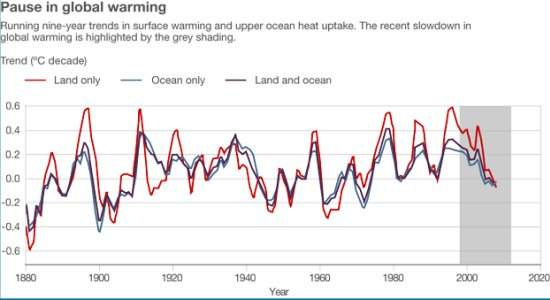 Pause in global warming
Running nine-year trends in surface warming and upper ocean heat uptake. The recent slowdown in
global warming is highlighted by the grey shading.
Trend (ºC decade)
Land only Ocean only Land and ocean
0.6
0.4
0.2
0.0
-0.2
-0.4
-0.6
1880 1900 1920 1940 1960 1980 2000 2020
Year